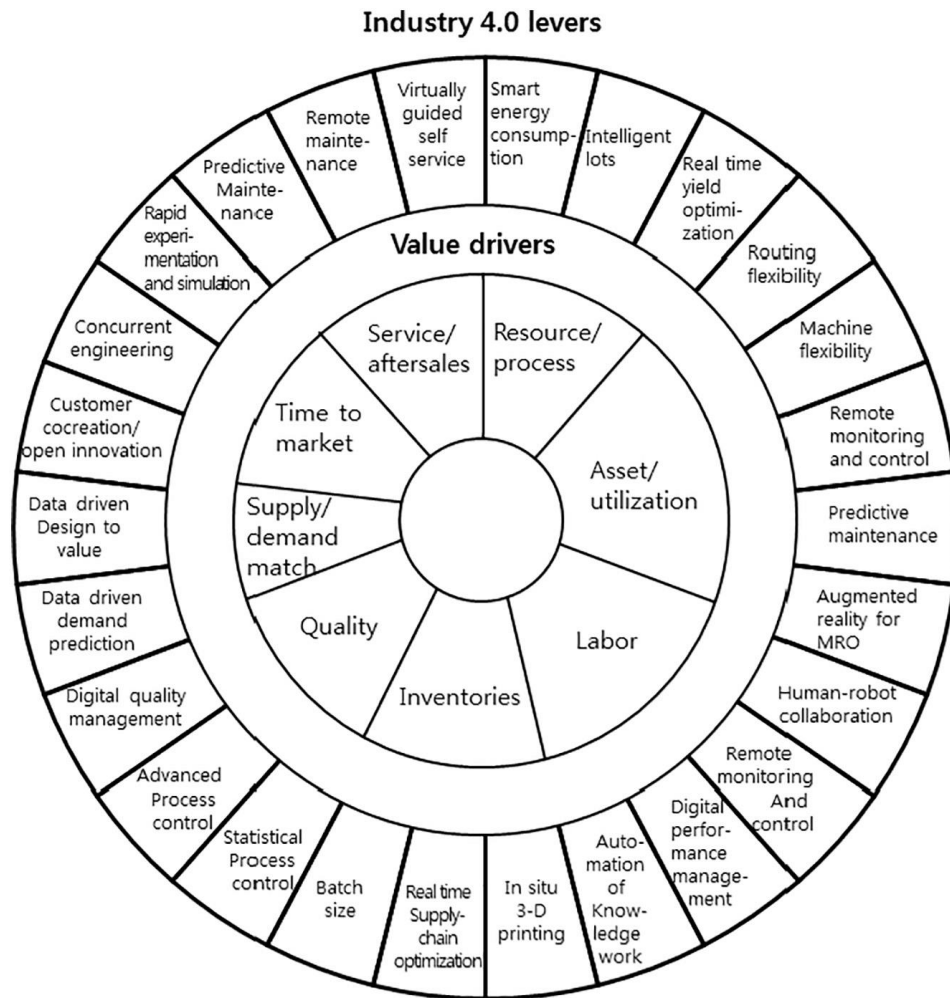 Industry 4.0 levers
Smart
energy
consump-
tion
Intelligent
lots
Real time
yield
optimi-
zation
Routing
flexibility
Machine
flexibility
Remote
monitoring
and control
Predictive
maintenance
Augmented
reality for
MRO
Human-robot
collaboration
Remote
monitoring
And
control
Digital
perfor-
mance
manage-
ment
Auto-
mation
of
Know-
ledge
work
In situ
3-D
printing
Real time
Supply-
chain
optimization
Batch
size
Statistical
Process
control
Advanced
Process
control
Digital quality
management
Data driven
demand
prediction
Data driven
Design to
value
Customer
cocreation/
open innovation
Concurrent
engineering
Rapid
experi-
mentation
and simulation
Predictive
Mainte-
nance
Remote
mainte-
nance
Virtually
guided
self
service
Value drivers
Resource/
process
Asset/
utilization
Labor
Inventories
Quality
Supply/
demand
match
Time to
market
Service/
aftersales